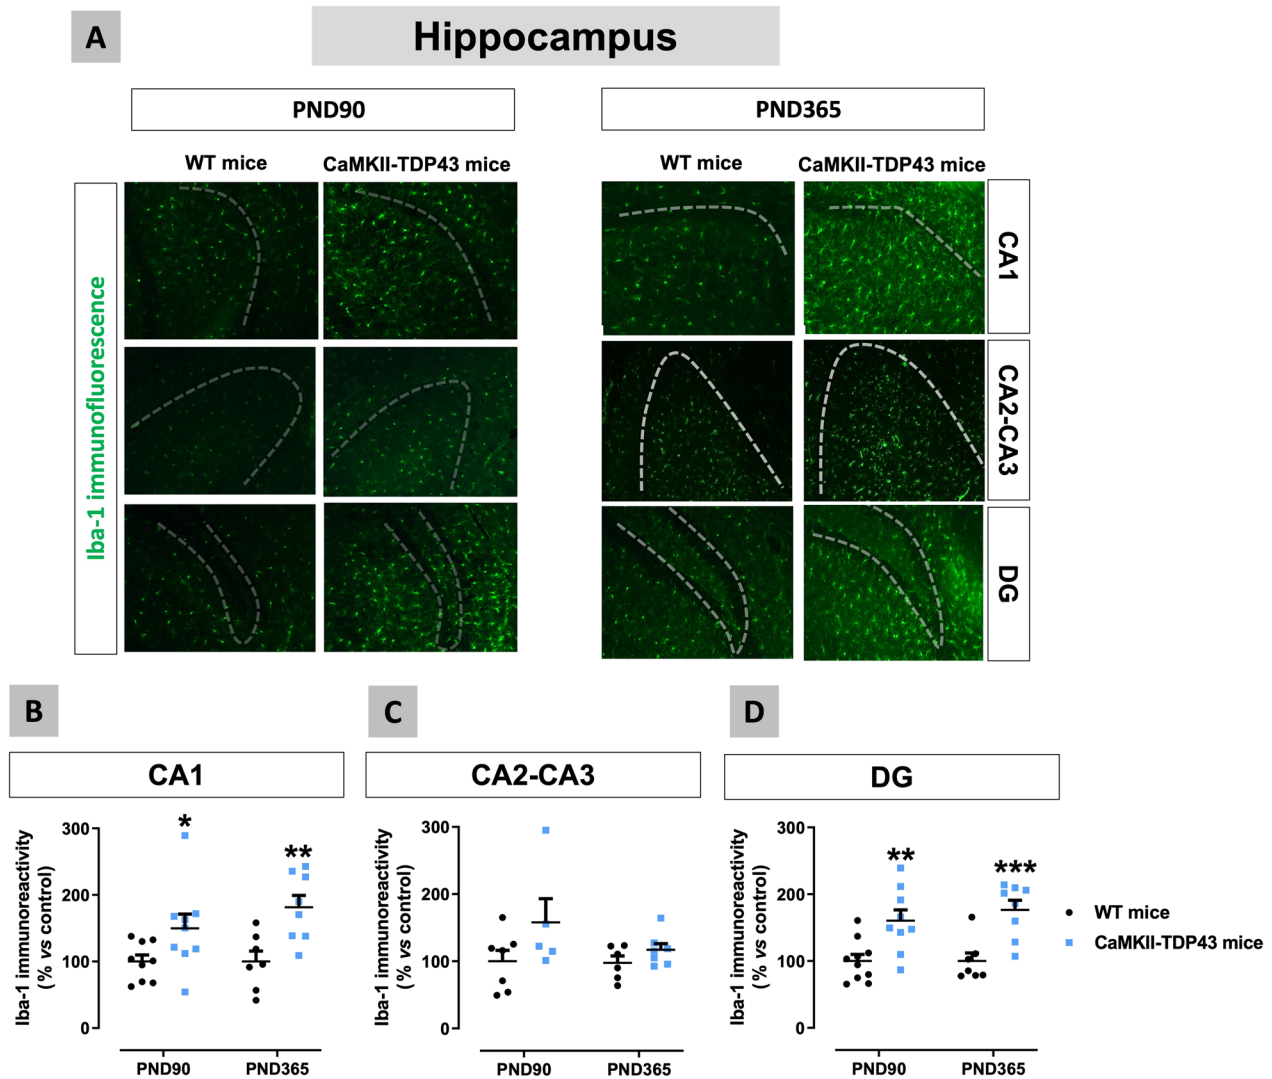 A
Hippocampus
PND90
PND365
WT mice
CaMKII-TDP43 mice
WT mice
CaMKII-TDP43 mice
Iba-1 immunofluorescence
CA1
CA2-CA3
DG
B
C
D
CA1
CA2-CA3
DG
Iba-1 immunoreactivity
(% vs control)
300
200
100
0
*
**
PND90
PND365
Iba-1 immunoreactivity
(% vs control)
300
200
100
0
PND90
PND365
Iba-1 immunoreactivity
(% vs control)
300
200
100
0
**
***
PND90
PND365
WT mice
CaMKII-TDP43 mice